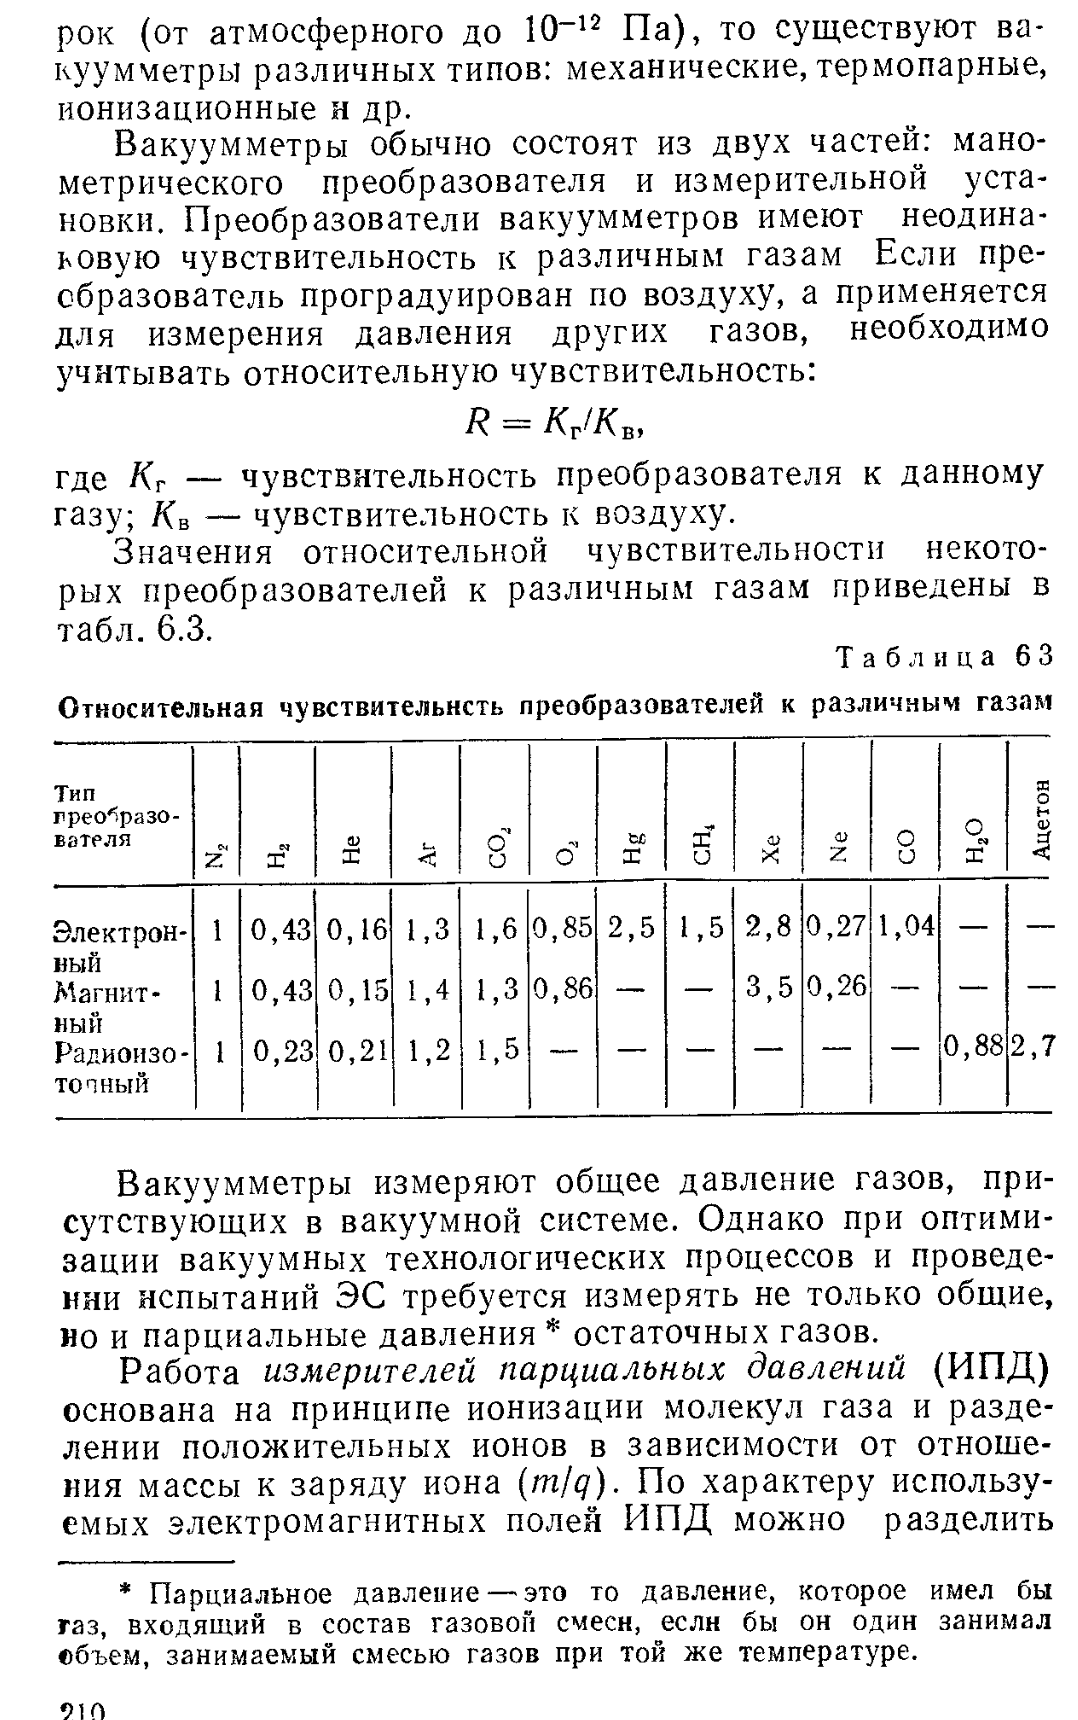 рок (от атмосферного до 10⁻¹² Па), то существуют ва-
куумметры различных типов: механические, термопарные,
ионизационные и др.
Вакуумметры обычно состоят из двух частей: мано-
метрического преобразователя и измерительной уста-
новки. Преобразователи вакуумметров имеют неодина-
ковую чувствительность к различным газам Если пре-
образователь проградуирован по воздуху, а применяется
для измерения давления других газов, необходимо
учитывать относительную чувствительность:
R = Kг/Kв,
где Kг — чувствительность преобразователя к данному
газу; Kв — чувствительность к воздуху.
Значения относительной чувствительности некото-
рых преобразователей к различным газам приведены в
табл. 6.3.
Таблица 6 3
Относительная чувствительнсть преобразователей к различным газам
Тип
преобразо-
вателя
N₂ H₂ He Ar CO₂ O₂ Hg CH₄ Xe Ne CO H₂O Ацетон
Электрон- 1 0,43 0,16 1,3 1,6 0,85 2,5 1,5 2,8 0,27 1,04 — —
ный
Магнит- 1 0,43 0,15 1,4 1,3 0,86 — — 3,5 0,26 — — —
ный
Радиоизо- 1 0,23 0,21 1,2 1,5 — — — — — — 0,88 2,7
топный
Вакуумметры измеряют общее давление газов, при-
сутствующих в вакуумной системе. Однако при оптими-
зации вакуумных технологических процессов и проведе-
нии испытаний ЭС требуется измерять не только общие,
но и парциальные давления * остаточных газов.
Работа измерителей парциальных давлений (ИПД)
основана на принципе ионизации молекул газа и разде-
лении положительных ионов в зависимости от отноше-
ния массы к заряду иона (m/q). По характеру использу-
емых электромагнитных полей ИПД можно разделить
* Парциальное давление — это то давление, которое имел бы
газ, входящий в состав газовой смеси, если бы он один занимал
объем, занимаемый смесью газов при той же температуре.
210